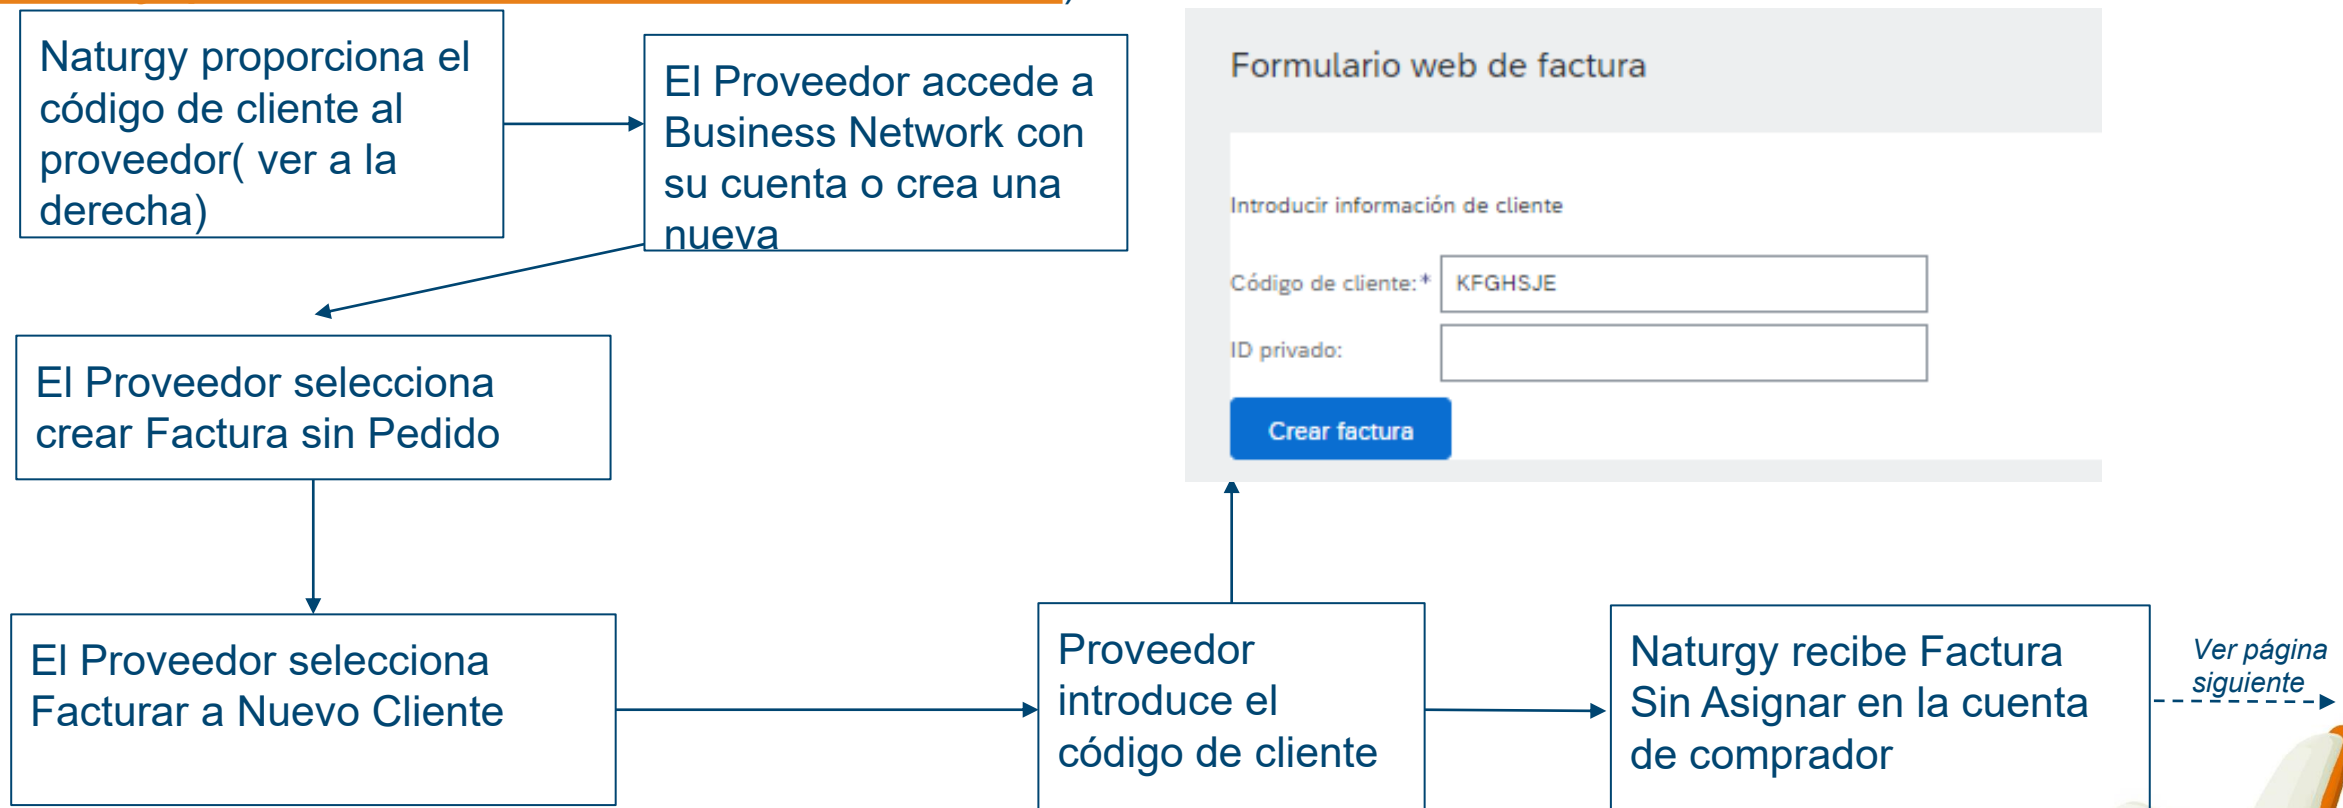 Naturgy proporciona el
código de cliente al
proveedor( ver a la
derecha)
El Proveedor accede a
Business Network con
su cuenta o crea una
nueva
Formulario web de factura
Introducir información de cliente
Código de cliente:* KFGHSJE
ID privado:
Crear factura
El Proveedor selecciona
crear Factura sin Pedido
El Proveedor selecciona
Facturar a Nuevo Cliente
Proveedor
introduce el
código de cliente
Naturgy recibe Factura
Sin Asignar en la cuenta
de comprador
Ver página
siguiente